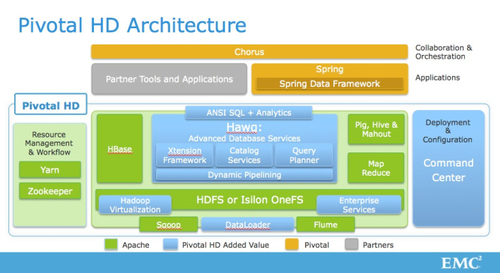 Pivotal HD Architecture
Chorus
Collaboration &
Orchestration
Partner Tools and Applications
Spring
Spring Data Framework
Applications
Pivotal HD
Resource
Management
& Workflow
Yarn
Zookeeper
HBase
ANSI SQL + Analytics
Hawq:
Advanced Database Services
Xtension
Framework
Catalog
Services
Query
Planner
Dynamic Pipelining
Pig, Hive &
Mahout
Map
Reduce
HDFS or Isilon OneFS
Hadoop
Virtualization
Enterprise
Services
Sqoop
DataLoader
Flume
Deployment
&
Configuration
Command
Center
Apache
Pivotal HD Added Value
Pivotal
Partners
EMC²